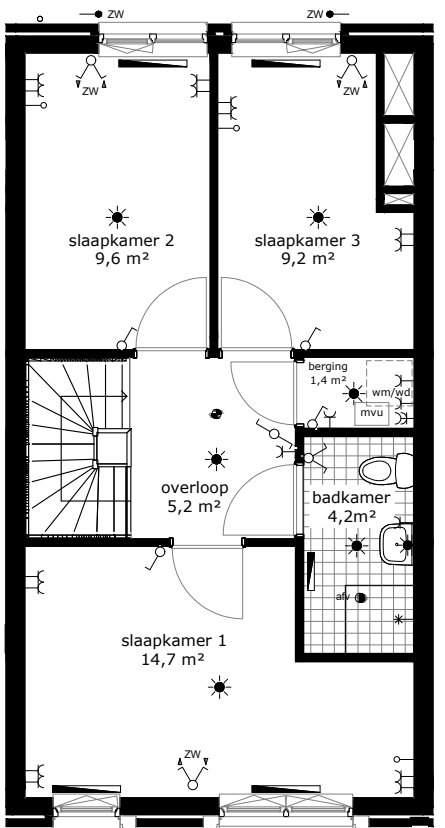 ZW
ZW
ZW
ZW
slaapkamer 2
9,6 m²
slaapkamer 3
9,2 m²
berging
1,4 m²
wm/wd
mvu
overloop
5,2 m²
badkamer
4,2m²
afv
slaapkamer 1
14,7 m²
ZW